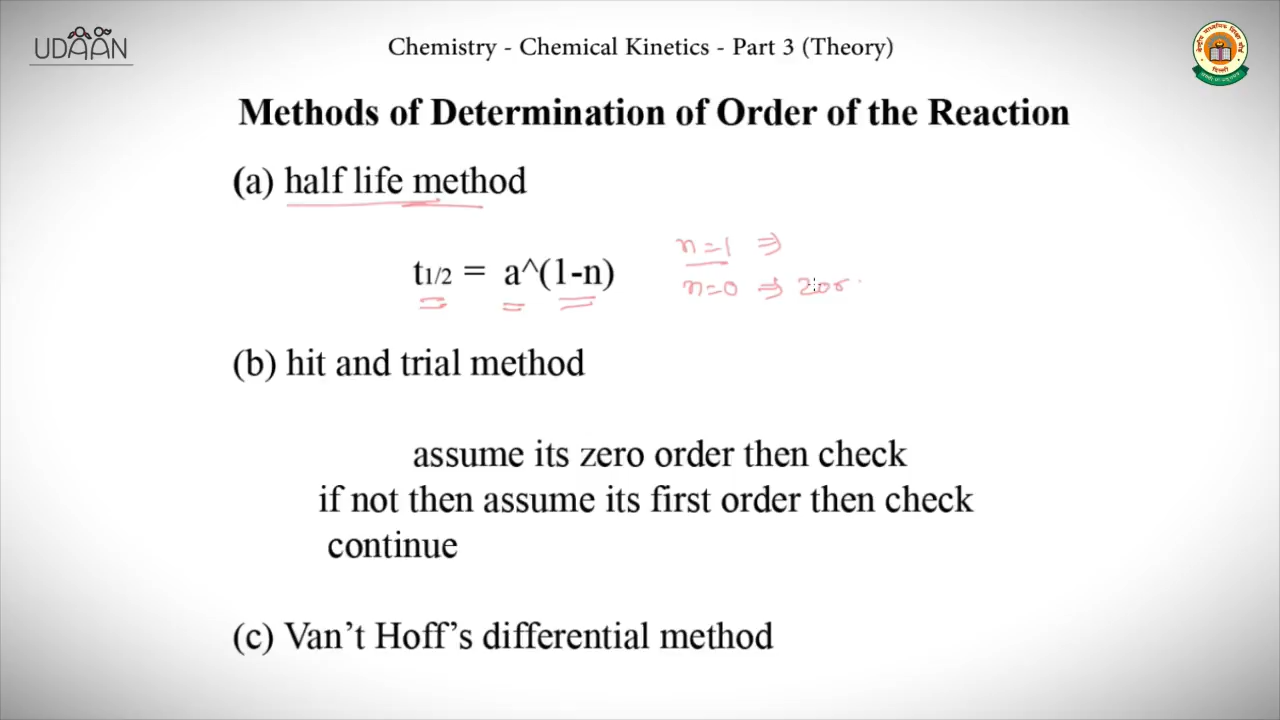 UDAAN
Chemistry - Chemical Kinetics - Part 3 (Theory)
Methods of Determination of Order of the Reaction
(a) half life method
n=1 ⇒
t1/2 = a^(1-n)
n=0 ⇒
(b) hit and trial method
assume its zero order then check
if not then assume its first order then check
continue
(c) Van’t Hoff’s differential method